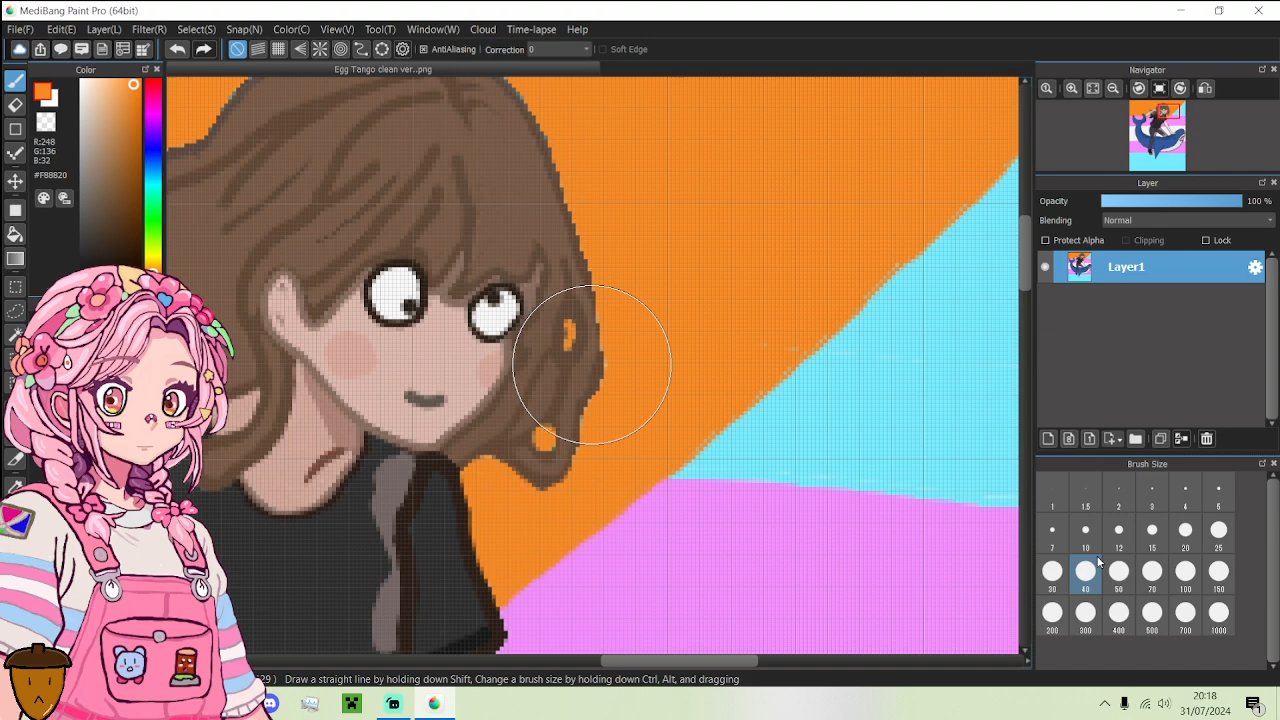 MediBang Paint Pro (64bit)
File(F) Edit(E) Layer(L) Filter(R) Select(S) Snap(N) Color(C) View(V) Tool(T) Window(W) Cloud Time-lapse Help
AntiAliasing Correction 0 Soft Edge
Color
Egg Tango clean ver..png
Navigator
R:248
G:136
B:32
#F88820
Layer
Opacity 100 %
Blending Normal
Protect Alpha Clipping Lock
Layer1
Brush Size
1 1.5 2 3 4 5
7 10 12 15 20 25
30 40 50 70 100 150
200 300 400 500 700 1000
29 ) Draw a straight line by holding down Shift, Change a brush size by holding down Ctrl, Alt, and dragging
20:18
31/07/2024
1